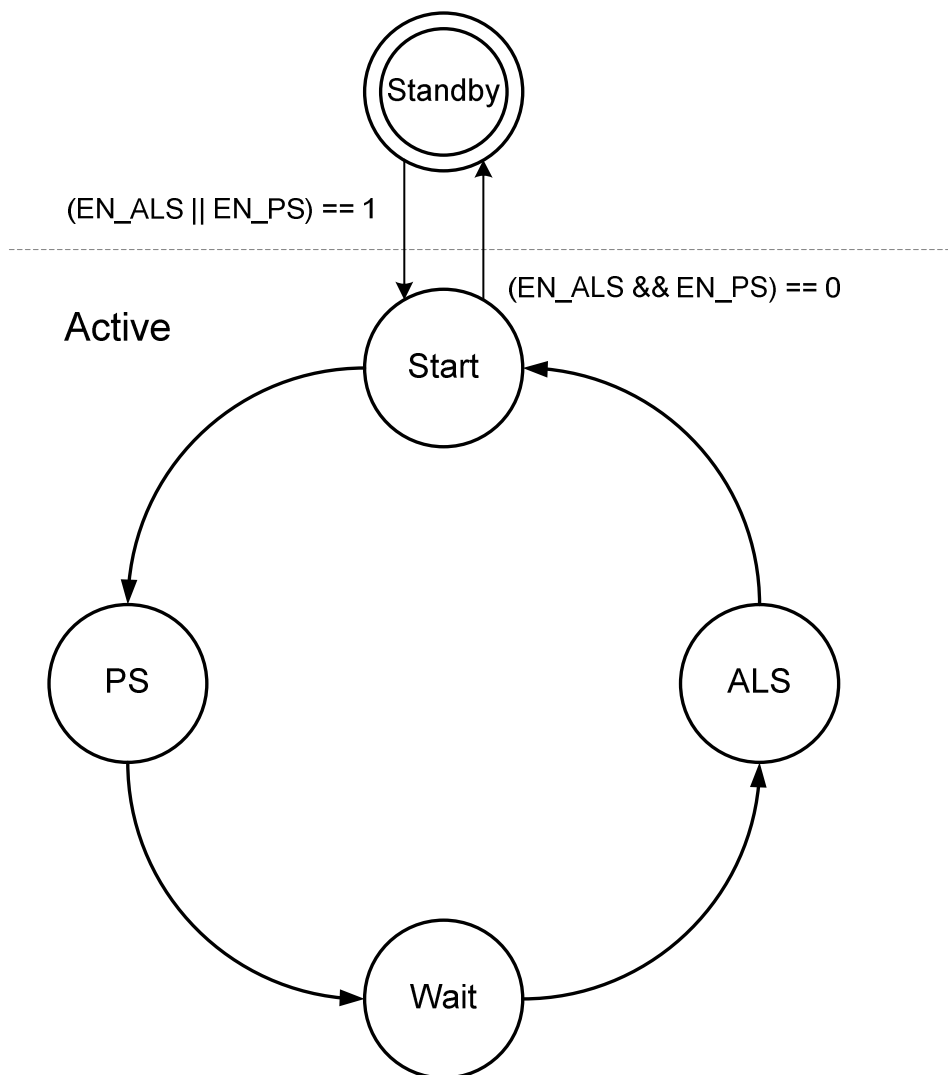 Standby
(EN_ALS || EN_PS) == 1
(EN_ALS && EN_PS) == 0
Active
Start
PS
ALS
Wait